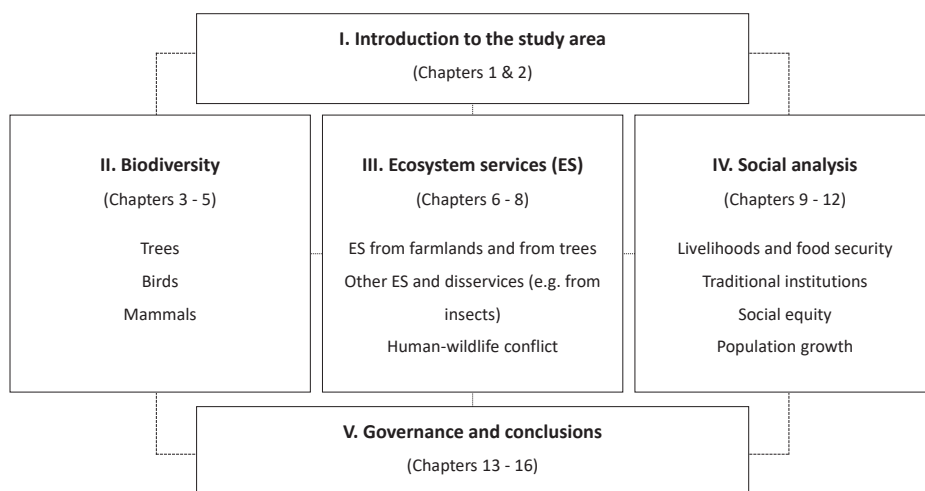 I. Introduction to the study area
(Chapters 1 & 2)
II. Biodiversity
(Chapters 3 - 5)
Trees
Birds
Mammals
III. Ecosystem services (ES)
(Chapters 6 - 8)
ES from farmlands and from trees
Other ES and disservices (e.g. from
insects)
Human-wildlife conflict
IV. Social analysis
(Chapters 9 - 12)
Livelihoods and food security
Traditional institutions
Social equity
Population growth
V. Governance and conclusions
(Chapters 13 - 16)